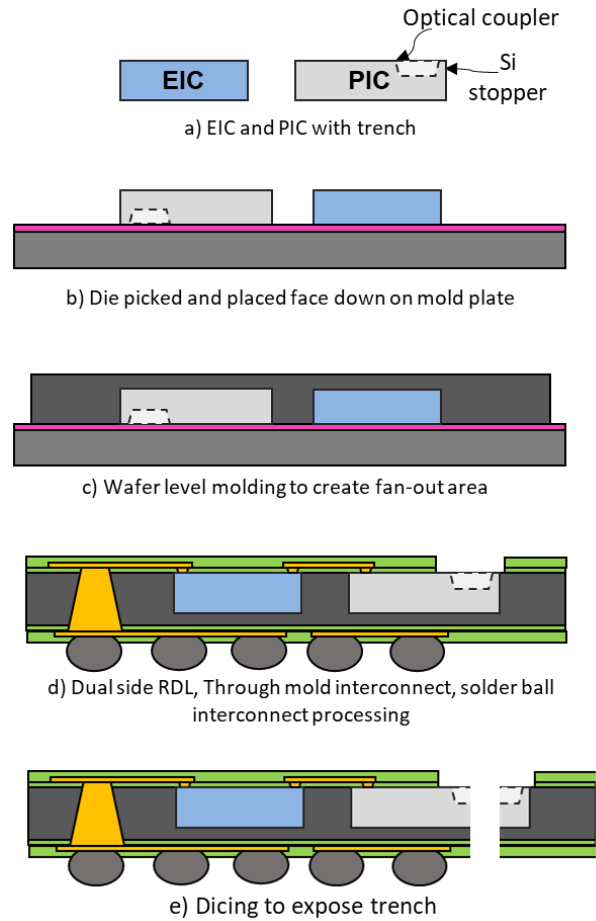 Optical coupler
EIC
PIC
Si
stopper
a) EIC and PIC with trench
b) Die picked and placed face down on mold plate
c) Wafer level molding to create fan-out area
d) Dual side RDL, Through mold interconnect, solder ball
interconnect processing
e) Dicing to expose trench